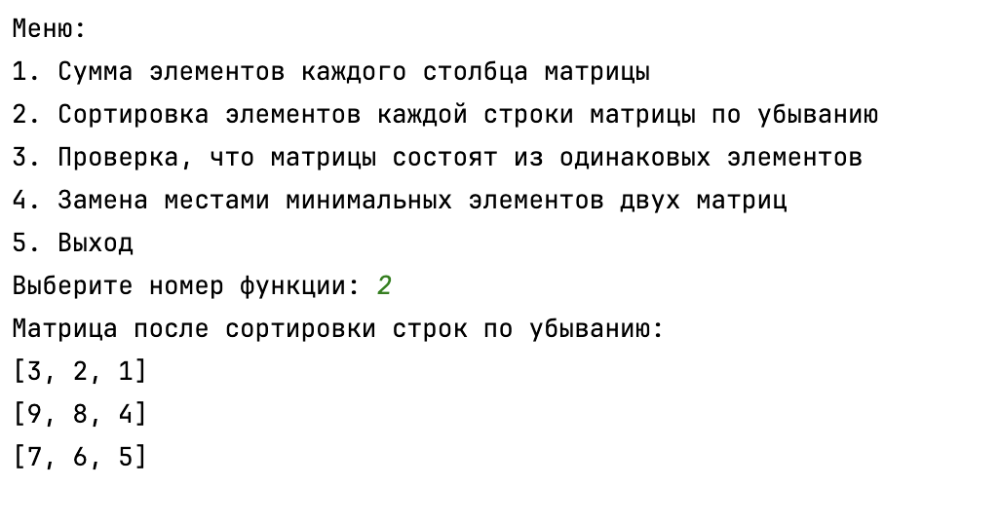 Меню:
1. Сумма элементов каждого столбца матрицы
2. Сортировка элементов каждой строки матрицы по убыванию
3. Проверка, что матрицы состоят из одинаковых элементов
4. Замена местами минимальных элементов двух матриц
5. Выход
Выберите номер функции: 2
Матрица после сортировки строк по убыванию:
[3, 2, 1]
[9, 8, 4]
[7, 6, 5]